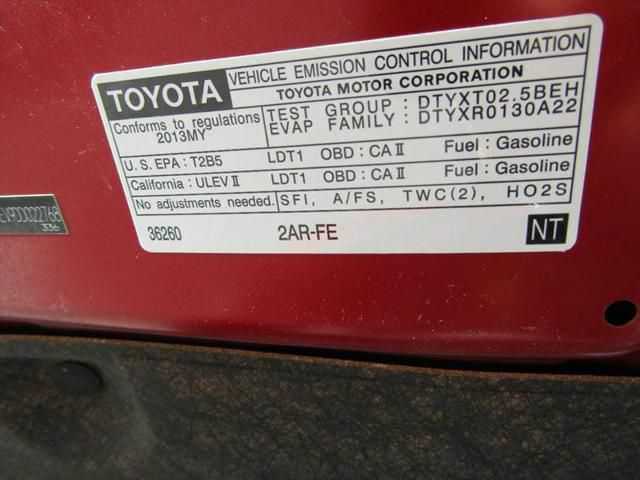 TOYOTA
VEHICLE EMISSION CONTROL INFORMATION
TOYOTA MOTOR CORPORATION
Conforms to regulations
2013MY
TEST GROUP : DTYXT02.5BEH
EVAP FAMILY : DTYXR0130A22
U.S. EPA : T2B5 LDT1 OBD : CA II Fuel : Gasoline
California : ULEV II LDT1 OBD : CA II Fuel : Gasoline
No adjustments needed. SFI, A/FS, TWC(2), HO2S
36260 2AR-FE NT
336